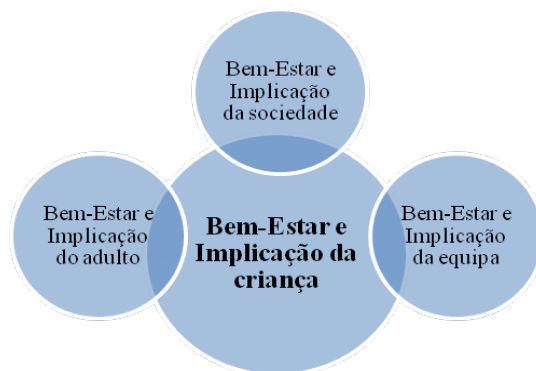 Bem-Estar e
Implicação
da sociedade
Bem-Estar e
Implicação
do adulto
Bem-Estar e
Implicação da
criança
Bem-Estar e
Implicação
da equipa